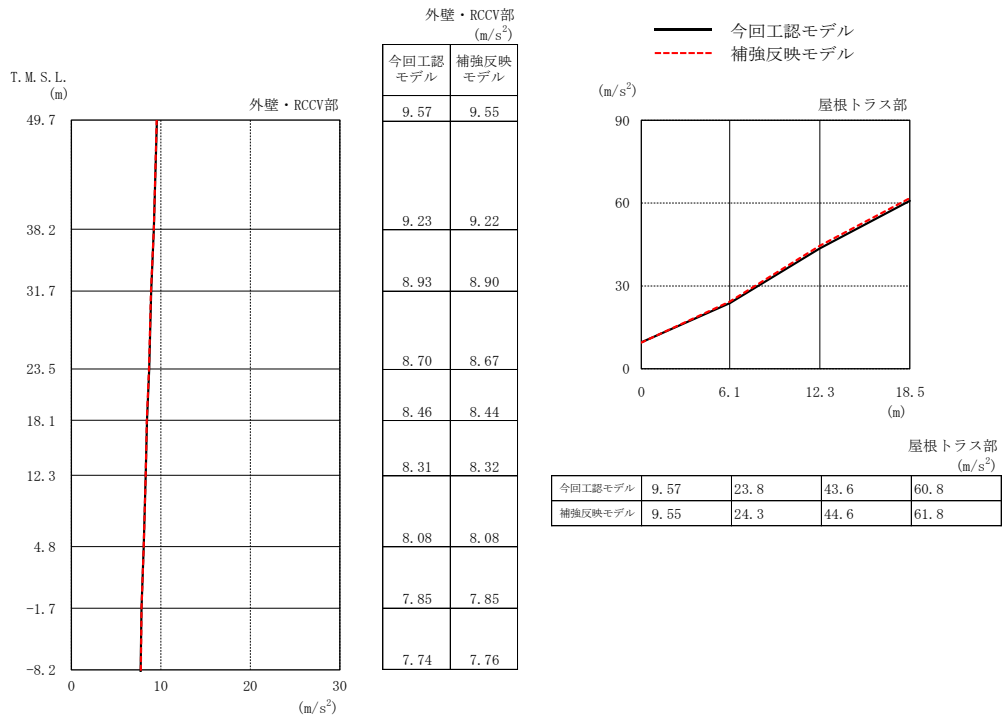 外壁・RCCV部
(m/s²)
今回工認モデル 補強反映モデル
9.57 9.55
9.23 9.22
8.93 8.90
8.70 8.67
8.46 8.44
8.31 8.32
8.08 8.08
7.85 7.85
7.74 7.76
T.M.S.L.
(m)
外壁・RCCV部
49.7
38.2
31.7
23.5
18.1
12.3
4.8
-1.7
-8.2
0 10 20 30
(m/s²)
今回工認モデル
補強反映モデル
(m/s²)
屋根トラス部
90
60
30
0
0 6.1 12.3 18.5
(m)
屋根トラス部
(m/s²)
今回工認モデル 9.57 23.8 43.6 60.8
補強反映モデル 9.55 24.3 44.6 61.8